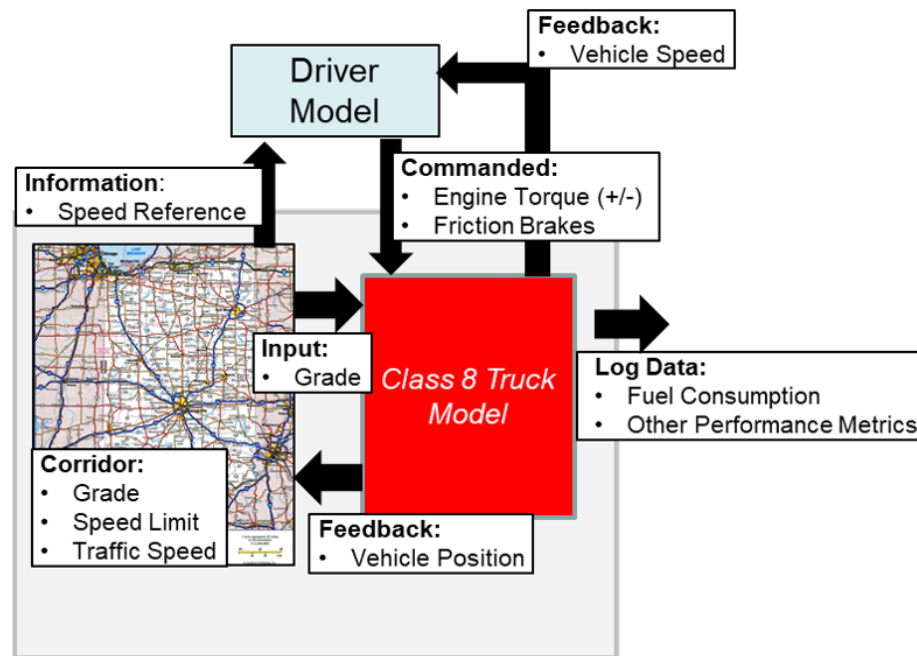 Feedback:
• Vehicle Speed
Driver
Model
Commanded:
• Engine Torque (+/-)
• Friction Brakes
Information:
• Speed Reference
Input:
• Grade
Class 8 Truck
Model
Log Data:
• Fuel Consumption
• Other Performance Metrics
Corridor:
• Grade
• Speed Limit
• Traffic Speed
Feedback:
• Vehicle Position